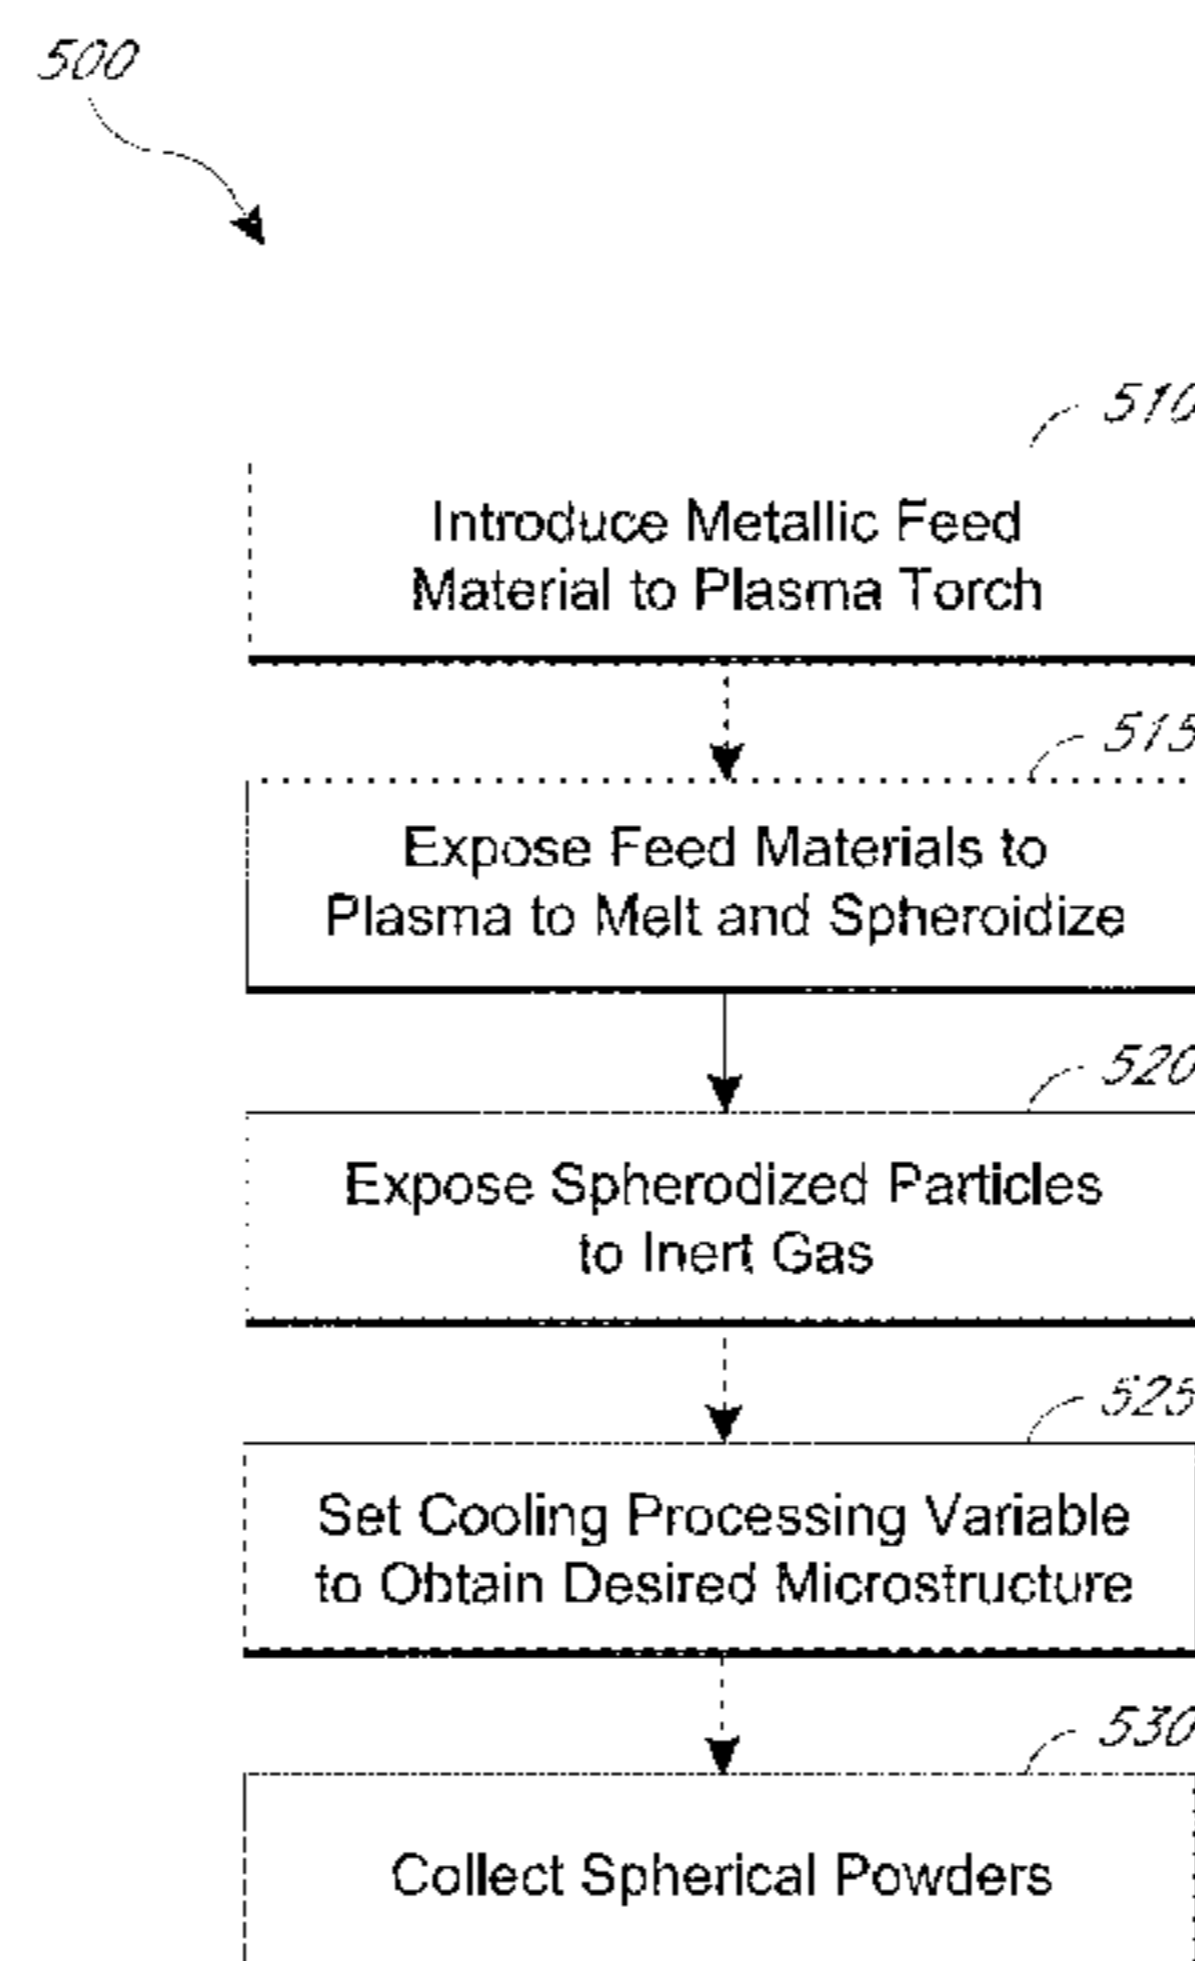 500
510
Introduce Metallic Feed
Material to Plasma Torch
515
Expose Feed Materials to
Plasma to Melt and Spheroidize
520
Expose Spherodized Particles
to Inert Gas
525
Set Cooling Processing Variable
to Obtain Desired Microstructure
530
Collect Spherical Powders